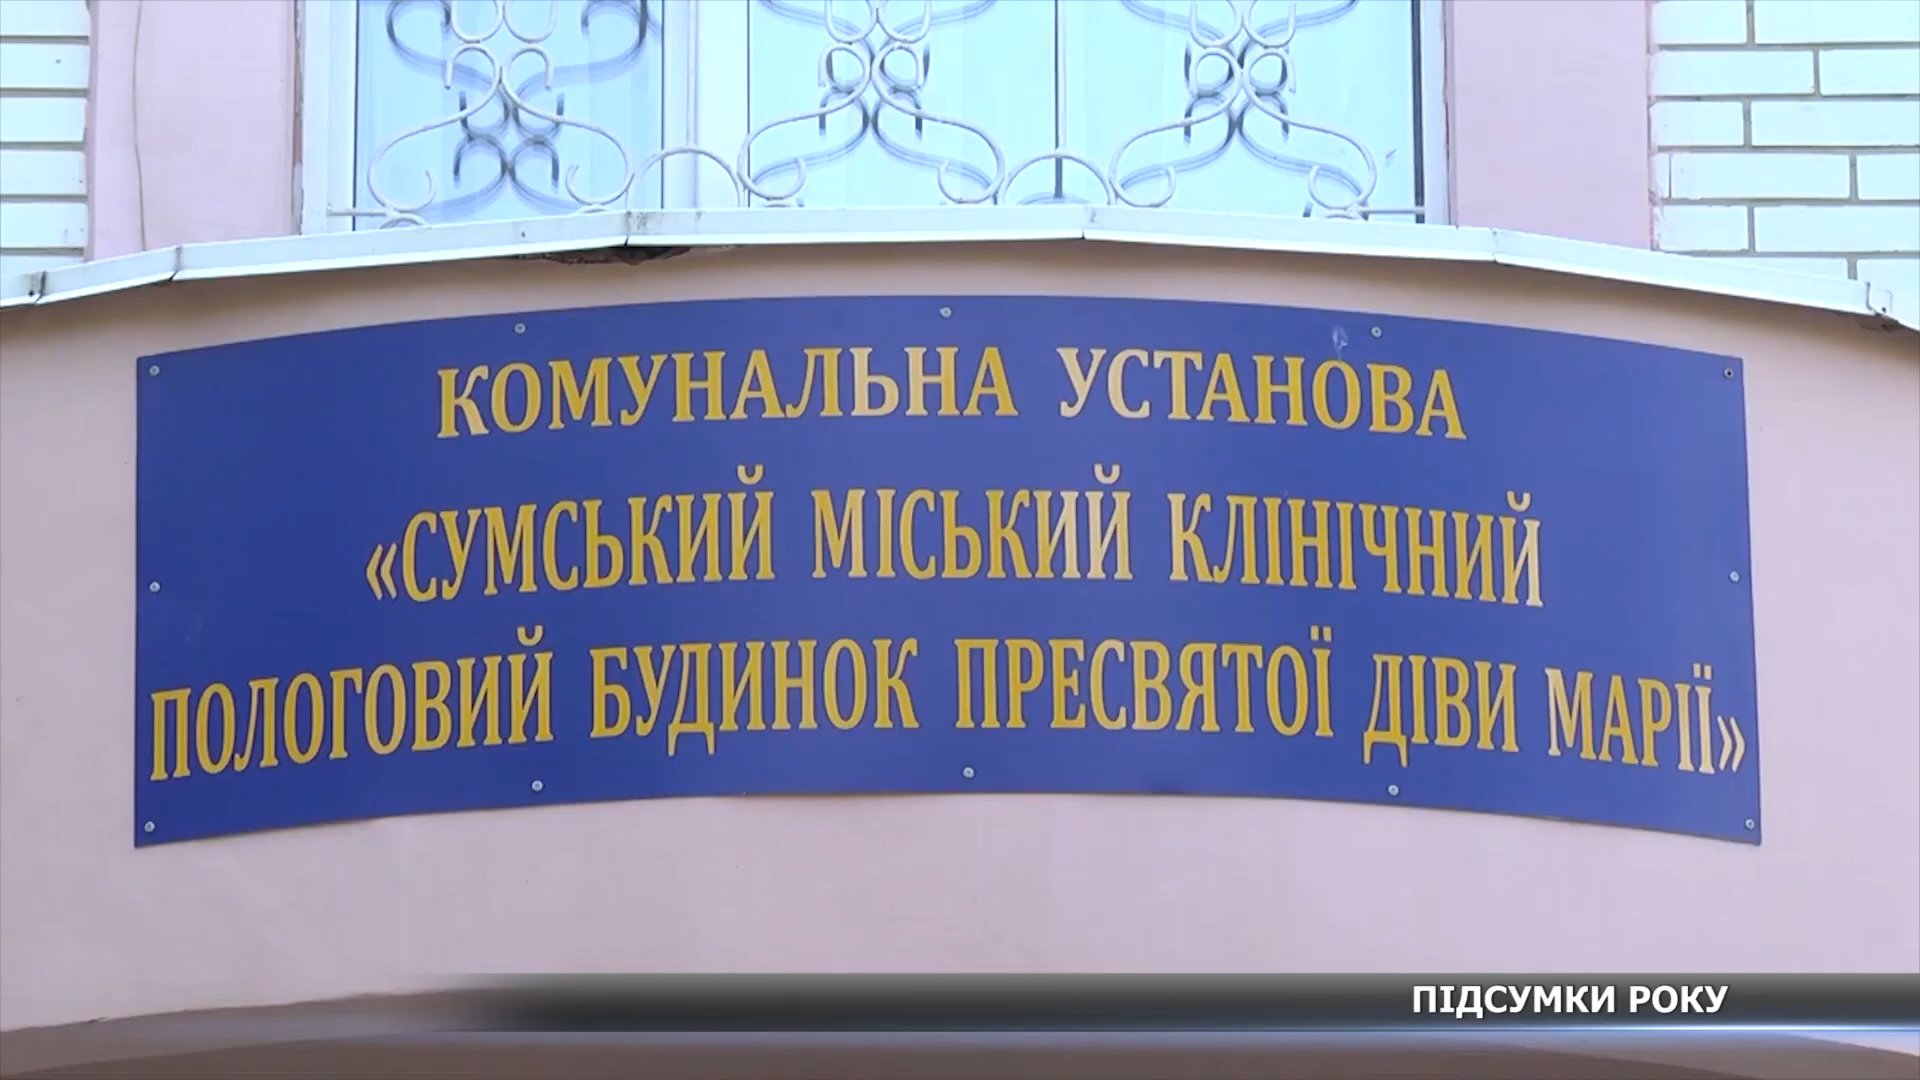 КОМУНАЛЬНА УСТАНОВА
«СУМСЬКИЙ МІСЬКИЙ КЛІНІЧНИЙ
ПОЛОГОВИЙ БУДИНОК ПРЕСВЯТОЇ ДІВИ МАРІЇ»
ПІДСУМКИ РОКУ